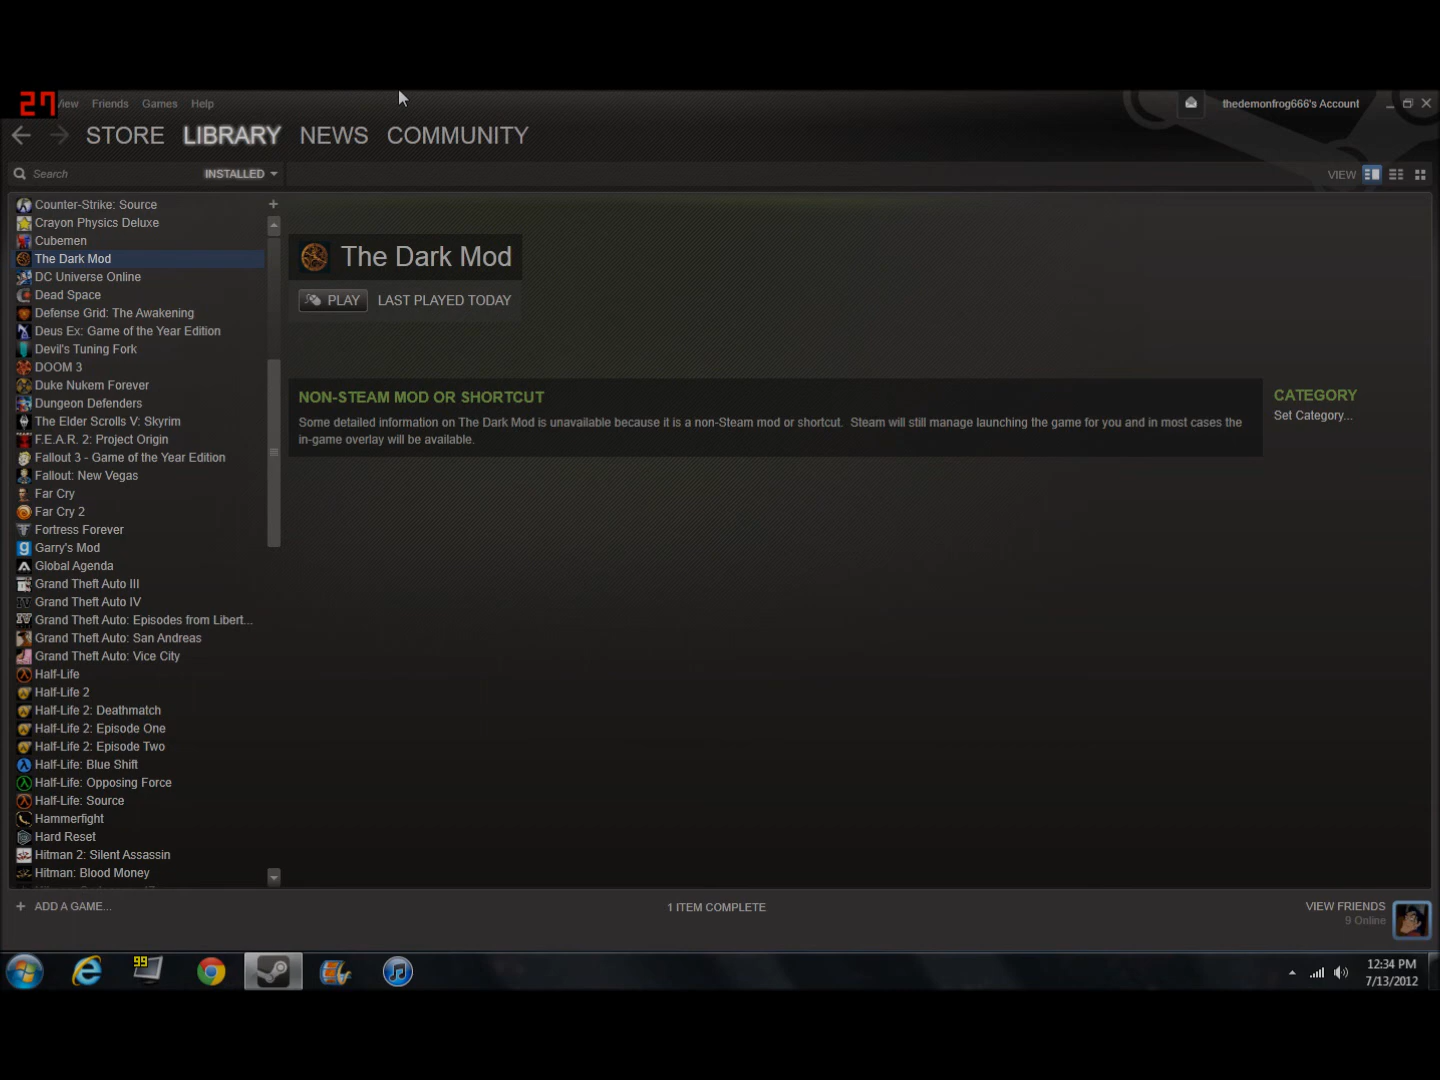 27
View Friends Games Help
thedemonfrog666's Account
STORE LIBRARY NEWS COMMUNITY
Search INSTALLED
VIEW
Counter-Strike: Source
Crayon Physics Deluxe
Cubemen
The Dark Mod
DC Universe Online
Dead Space
Defense Grid: The Awakening
Deus Ex: Game of the Year Edition
Devil's Tuning Fork
DOOM 3
Duke Nukem Forever
Dungeon Defenders
The Elder Scrolls V: Skyrim
F.E.A.R. 2: Project Origin
Fallout 3 - Game of the Year Edition
Fallout: New Vegas
Far Cry
Far Cry 2
Fortress Forever
Garry's Mod
Global Agenda
Grand Theft Auto III
Grand Theft Auto IV
Grand Theft Auto: Episodes from Libert...
Grand Theft Auto: San Andreas
Grand Theft Auto: Vice City
Half-Life
Half-Life 2
Half-Life 2: Deathmatch
Half-Life 2: Episode One
Half-Life 2: Episode Two
Half-Life: Blue Shift
Half-Life: Opposing Force
Half-Life: Source
Hammerfight
Hard Reset
Hitman 2: Silent Assassin
Hitman: Blood Money
The Dark Mod
PLAY LAST PLAYED TODAY
NON-STEAM MOD OR SHORTCUT
Some detailed information on The Dark Mod is unavailable because it is a non-Steam mod or shortcut. Steam will still manage launching the game for you and in most cases the
in-game overlay will be available.
CATEGORY
Set Category...
+ ADD A GAME...
1 ITEM COMPLETE
VIEW FRIENDS
9 Online
99
12:34 PM
7/13/2012